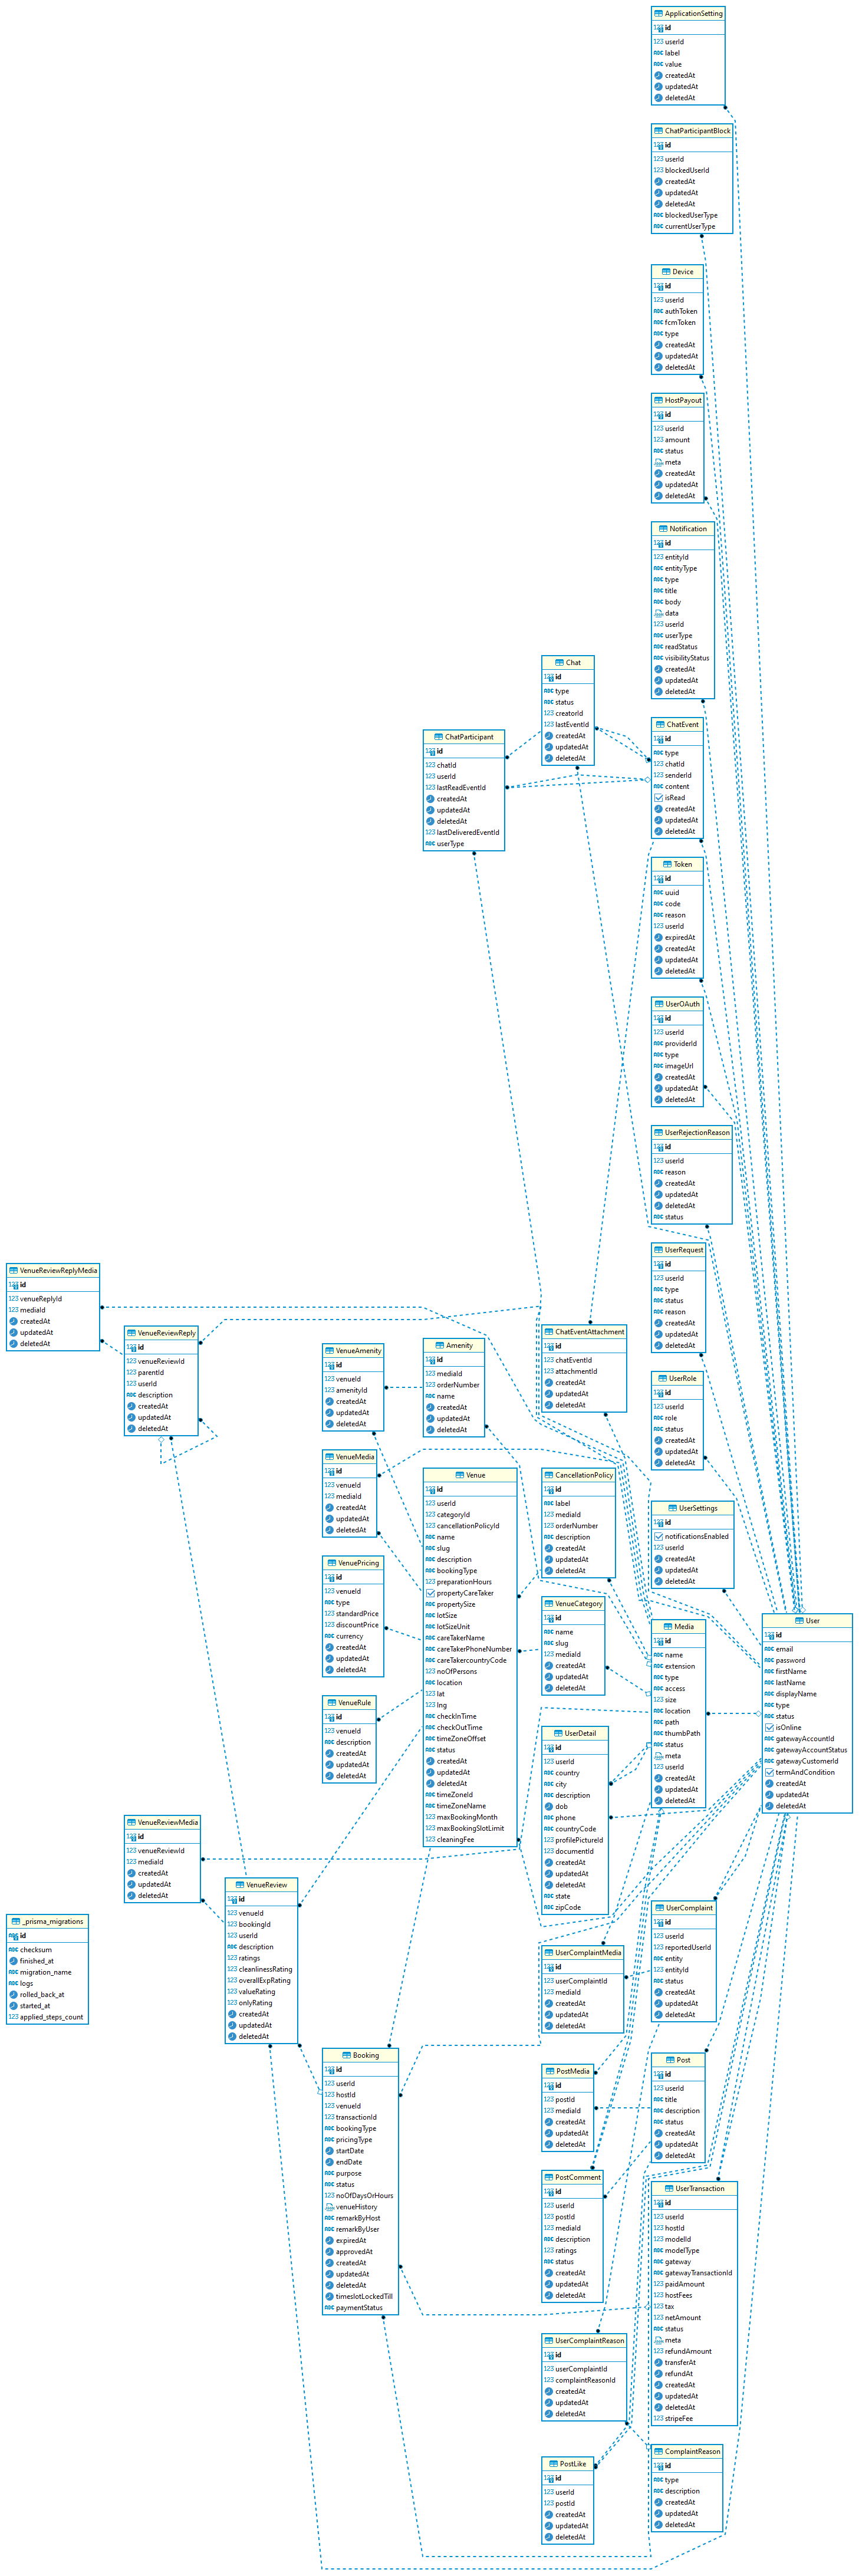 ApplicationSetting
id
userId
label
value
createdAt
updatedAt
deletedAt
ChatParticipantBlock
id
userId
blockedUserId
createdAt
updatedAt
deletedAt
blockedUserType
currentUserType
Device
id
userId
authToken
fcmToken
type
createdAt
updatedAt
deletedAt
HostPayout
id
userId
amount
status
meta
createdAt
updatedAt
deletedAt
Notification
id
entityId
entityType
type
title
body
data
userId
userType
readStatus
visibilityStatus
createdAt
updatedAt
deletedAt
Chat
id
type
status
creatorId
lastEventId
createdAt
updatedAt
deletedAt
ChatParticipant
id
chatId
userId
lastReadEventId
createdAt
updatedAt
deletedAt
lastDeliveredEventId
userType
ChatEvent
id
type
chatId
senderId
content
isRead
createdAt
updatedAt
deletedAt
Token
id
uuid
code
reason
userId
expiredAt
createdAt
updatedAt
deletedAt
UserOAuth
id
userId
providerId
type
imageUrl
createdAt
updatedAt
deletedAt
UserRejectionReason
id
userId
reason
createdAt
updatedAt
deletedAt
status
UserRequest
id
userId
type
status
reason
createdAt
updatedAt
deletedAt
VenueReviewReplyMedia
id
venueReplyId
mediaId
createdAt
updatedAt
deletedAt
VenueReviewReply
id
venueReviewId
parentId
userId
description
createdAt
updatedAt
deletedAt
VenueAmenity
id
venueId
amenityId
createdAt
updatedAt
deletedAt
Amenity
id
mediaId
orderNumber
name
createdAt
updatedAt
deletedAt
ChatEventAttachment
id
chatEventId
attachmentId
createdAt
updatedAt
deletedAt
UserRole
id
userId
role
status
createdAt
updatedAt
deletedAt
VenueMedia
id
venueId
mediaId
createdAt
updatedAt
deletedAt
Venue
id
userId
categoryId
cancellationPolicyId
name
slug
description
bookingType
preparationHours
propertyCareTaker
propertySize
lotSize
lotSizeUnit
careTakerName
careTakerPhoneNumber
careTakercountryCode
noOfPersons
location
lat
lng
checkInTime
checkOutTime
timeZoneOffset
status
createdAt
updatedAt
deletedAt
timeZoneId
timeZoneName
maxBookingMonth
maxBookingSlotLimit
cleaningFee
CancellationPolicy
id
label
mediaId
orderNumber
description
createdAt
updatedAt
deletedAt
UserSettings
id
notificationsEnabled
userId
createdAt
updatedAt
deletedAt
VenuePricing
id
venueId
type
standardPrice
discountPrice
currency
createdAt
updatedAt
deletedAt
VenueCategory
id
name
slug
mediaId
createdAt
updatedAt
deletedAt
Media
id
name
extension
type
access
size
location
path
thumbPath
status
meta
userId
createdAt
updatedAt
deletedAt
User
id
email
password
firstName
lastName
displayName
type
status
isOnline
gatewayAccountId
gatewayAccountStatus
gatewayCustomerId
termAndCondition
createdAt
updatedAt
deletedAt
VenueRule
id
venueId
description
createdAt
updatedAt
deletedAt
UserDetail
id
userId
country
city
description
dob
phone
countryCode
profilePictureId
documentId
createdAt
updatedAt
deletedAt
state
zipCode
VenueReviewMedia
id
venueReviewId
mediaId
createdAt
updatedAt
deletedAt
VenueReview
id
venueId
bookingId
userId
description
ratings
cleanlinessRating
overallExpRating
valueRating
onlyRating
createdAt
updatedAt
deletedAt
_prisma_migrations
id
checksum
finished_at
migration_name
logs
rolled_back_at
started_at
applied_steps_count
UserComplaint
id
userId
reportedUserId
entity
entityId
status
createdAt
updatedAt
deletedAt
UserComplaintMedia
id
userComplaintId
mediaId
createdAt
updatedAt
deletedAt
Booking
id
userId
hostId
venueId
transactionId
bookingType
pricingType
startDate
endDate
purpose
status
noOfDaysOrHours
venueHistory
remarkByHost
remarkByUser
expiredAt
approvedAt
createdAt
updatedAt
deletedAt
timeslotLockedTill
paymentStatus
PostMedia
id
postId
mediaId
createdAt
updatedAt
deletedAt
Post
id
userId
title
description
status
createdAt
updatedAt
deletedAt
PostComment
id
userId
postId
mediaId
description
ratings
status
createdAt
updatedAt
deletedAt
UserTransaction
id
userId
hostId
modelId
modelType
gateway
gatewayTransactionId
paidAmount
hostFees
tax
netAmount
status
meta
refundAmount
transferAt
refundAt
createdAt
updatedAt
deletedAt
stripeFee
UserComplaintReason
id
userComplaintId
complaintReasonId
createdAt
updatedAt
deletedAt
ComplaintReason
id
type
description
createdAt
updatedAt
deletedAt
PostLike
id
userId
postId
createdAt
updatedAt
deletedAt